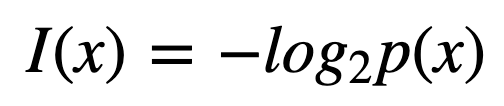 I(x) = −log₂p(x)